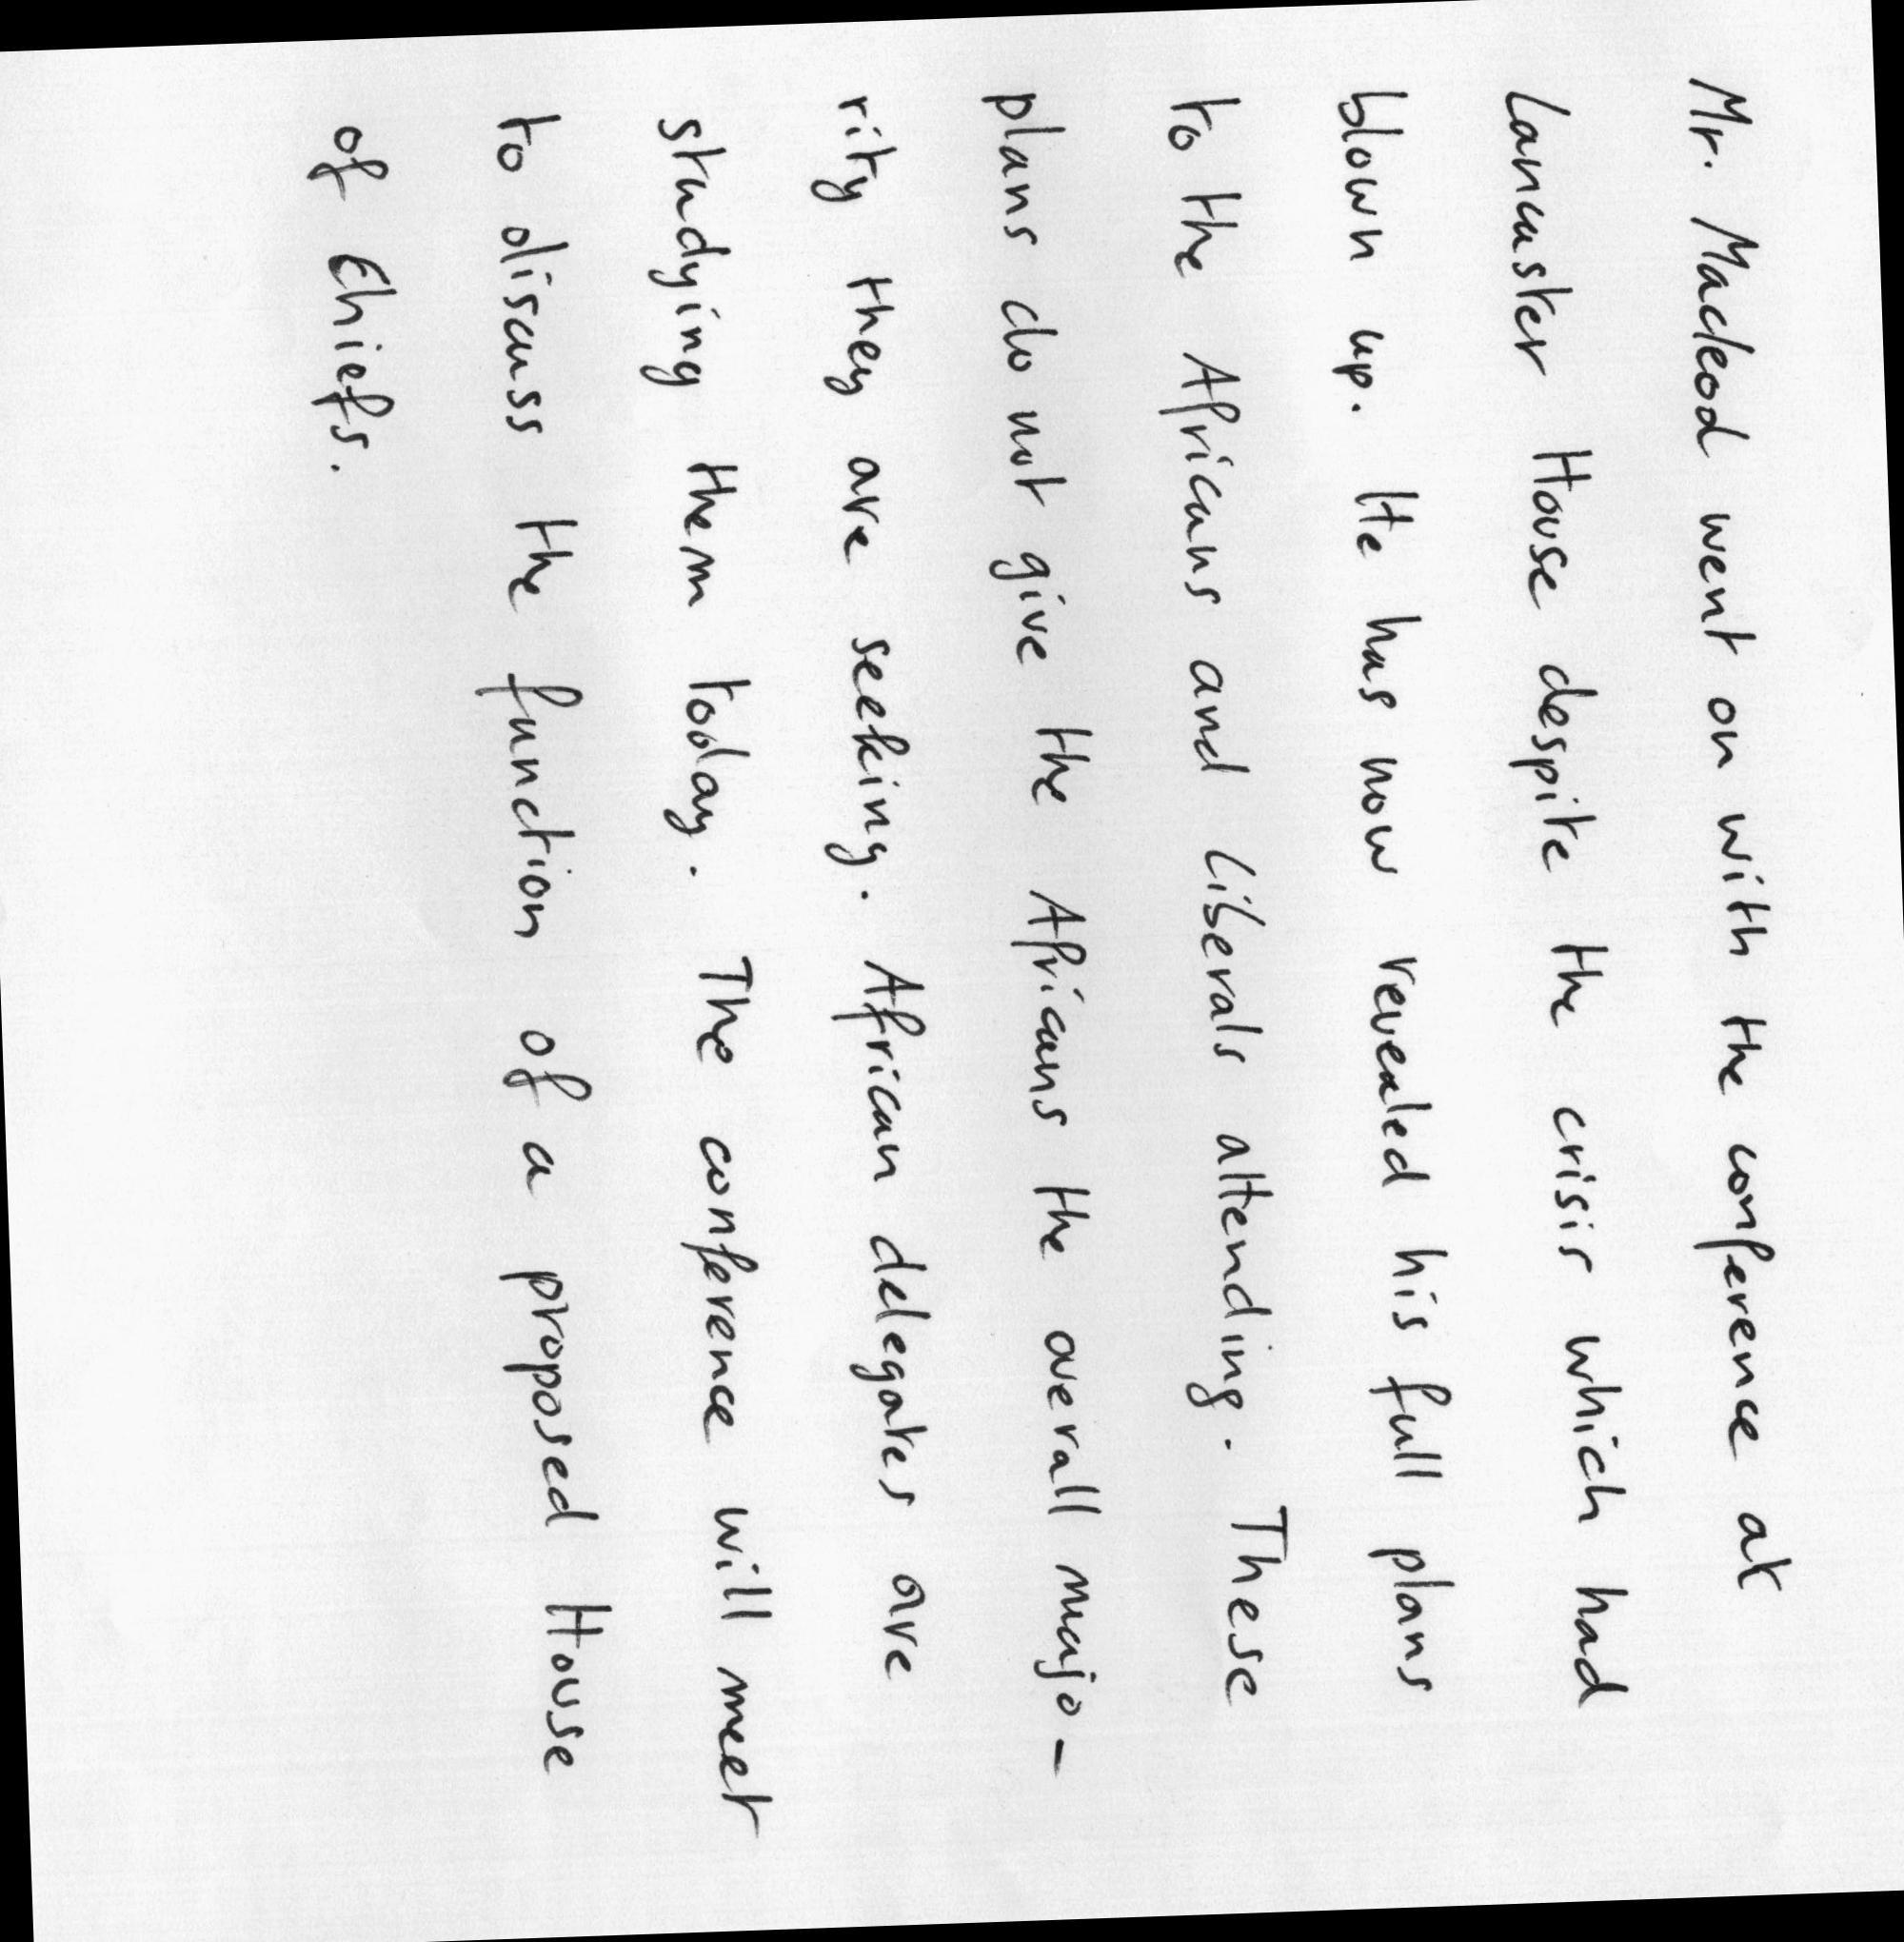 Mr. Macleod went on with the conference at
Lancaster House despite the crisis which had
blown up. He has now revealed his full plans
to the Africans and Liberals attending. These
plans do not give the Africans the overall majo-
rity they are seeking. African delegates are
studying them today. The conference will meet
to discuss the function of a proposed House
of Chiefs.